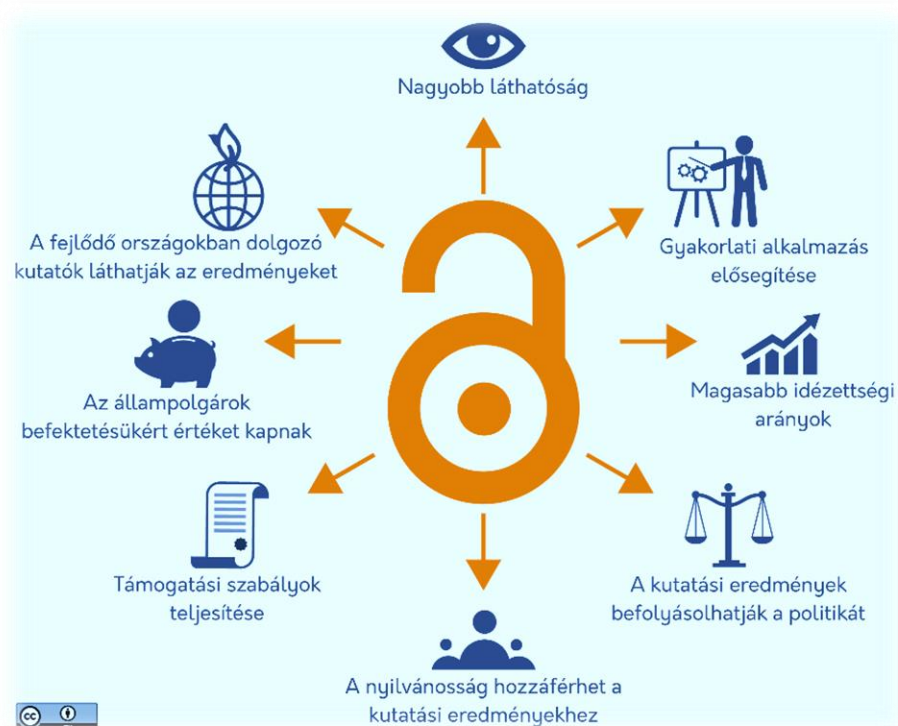 Nagyobb láthatóság
A fejlődő országokban dolgozó
kutatók láthatják az eredményeket
Gyakorlati alkalmazás
elősegítése
Az állampolgárok
befektetésükért értéket kapnak
Magasabb idézettségi
arányok
Támogatási szabályok
teljesítése
A kutatási eredmények
befolyásolhatják a politikát
A nyilvánosság hozzáférhet a
kutatási eredményekhez
cc